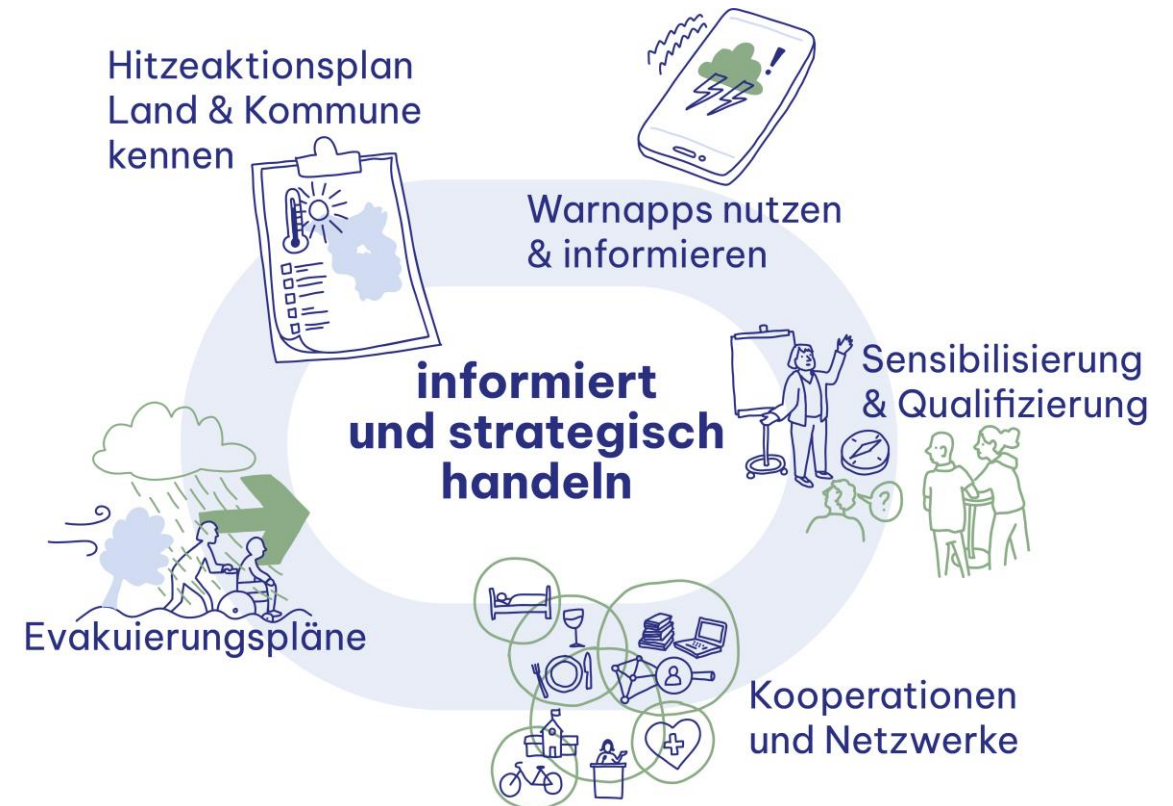 Hitzeaktionsplan
Land & Kommune
kennen
Warnapps nutzen
& informieren
informiert
und strategisch
handeln
Sensibilisierung
& Qualifizierung
?
Evakuierungspläne
Kooperationen
und Netzwerke